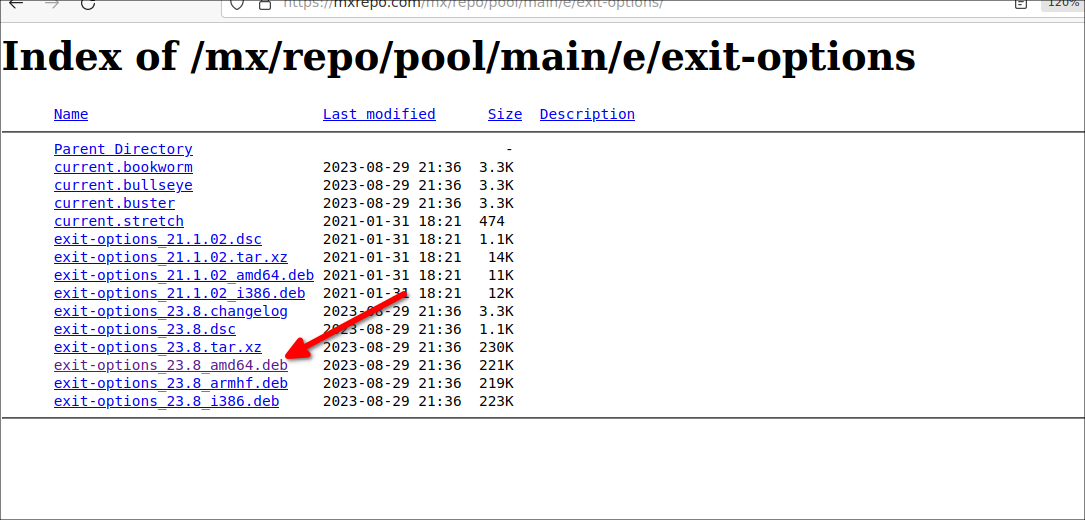 https://mxrepo.com/mx/repo/pool/main/e/exit-options/ 120%
Index of /mx/repo/pool/main/e/exit-options
Name Last modified Size Description
Parent Directory -
current.bookworm 2023-08-29 21:36 3.3K
current.bullseye 2023-08-29 21:36 3.3K
current.buster 2023-08-29 21:36 3.3K
current.stretch 2021-01-31 18:21 474
exit-options_21.1.02.dsc 2021-01-31 18:21 1.1K
exit-options_21.1.02.tar.xz 2021-01-31 18:21 14K
exit-options_21.1.02_amd64.deb 2021-01-31 18:21 11K
exit-options_21.1.02_i386.deb 2021-01-31 18:21 12K
exit-options_23.8.changelog 2023-08-29 21:36 3.3K
exit-options_23.8.dsc 2023-08-29 21:36 1.1K
exit-options_23.8.tar.xz 2023-08-29 21:36 230K
exit-options_23.8_amd64.deb 2023-08-29 21:36 221K
exit-options_23.8_armhf.deb 2023-08-29 21:36 219K
exit-options_23.8_i386.deb 2023-08-29 21:36 223K